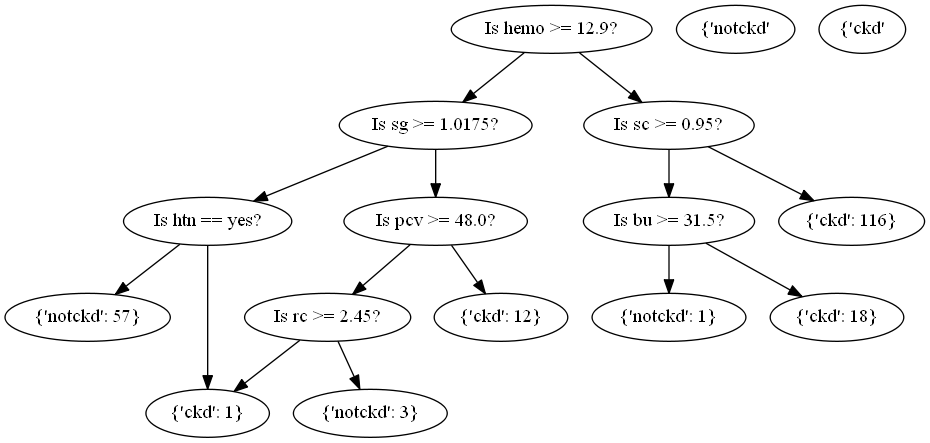 Is hemo >= 12.9?
{'notckd'
{'ckd'
Is sg >= 1.0175?
Is sc >= 0.95?
Is htn == yes?
Is pcv >= 48.0?
Is bu >= 31.5?
{'ckd': 116}
{'notckd': 57}
Is rc >= 2.45?
{'ckd': 12}
{'notckd': 1}
{'ckd': 18}
{'ckd': 1}
{'notckd': 3}